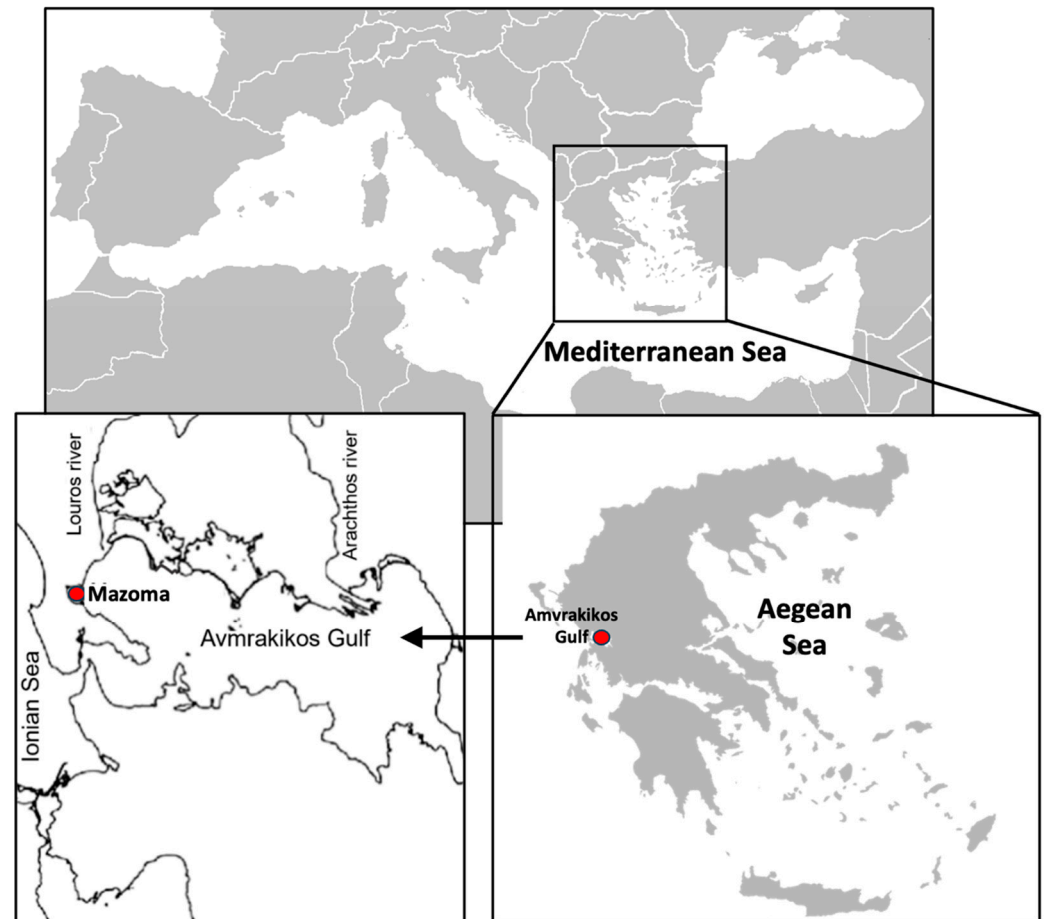 Mediterranean Sea
Louros river
Arachthos river
Mazoma
Avmrakikos Gulf
Ionian Sea
Amvrakikos
Gulf
Aegean
Sea